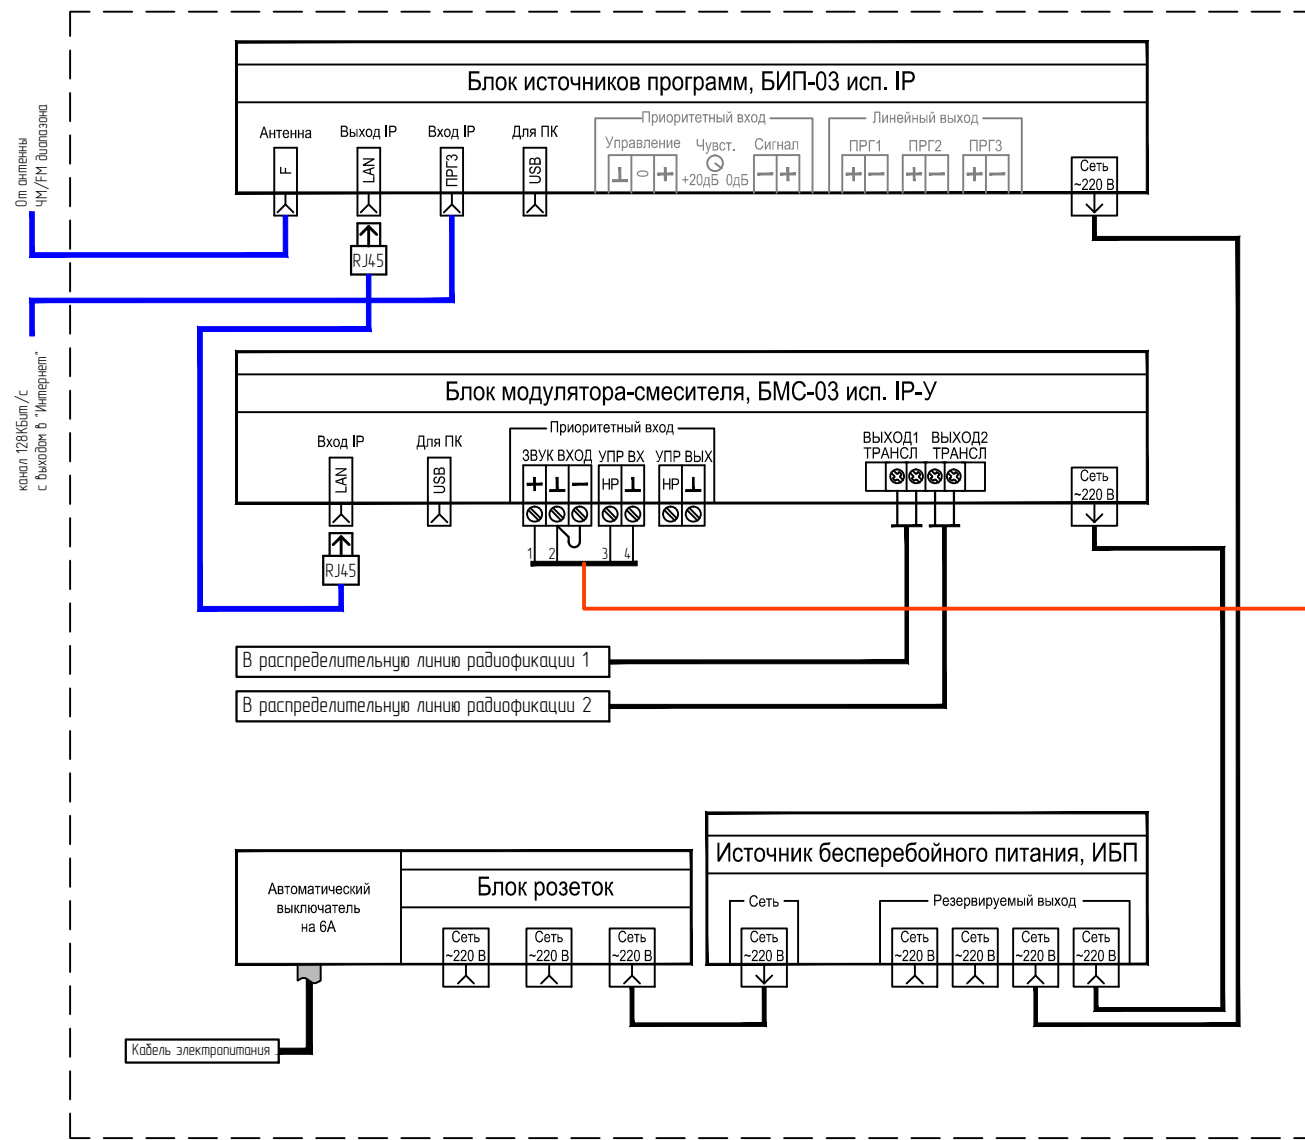 От антенны
ЧМ/FM диапазона
канал 128КБит/с
с выходом в "Интернет"
Блок источников программ, БИП-03 исп. IP
Антенна
Выход IP
Вход IP
Для ПК
F
LAN
ПРГ3
USB
Приоритетный вход
Управление
Чувст.
Сигнал
⊥ 0 +
+20дБ 0дБ
− +
Линейный выход
ПРГ1
ПРГ2
ПРГ3
+ −
+ −
+ −
Сеть
~220 В
RJ45
Блок модулятора-смесителя, БМС-03 исп. IP-У
Вход IP
Для ПК
LAN
USB
Приоритетный вход
ЗВУК ВХОД
УПР ВХ
УПР ВЫХ
+ ⊥ −
НР ⊥
НР ⊥
1
2
3
4
ВЫХОД1
ТРАНСЛ
ВЫХОД2
ТРАНСЛ
Сеть
~220 В
RJ45
В распределительную линию радиофикации 1
В распределительную линию радиофикации 2
Автоматический
выключатель
на 6А
Блок розеток
Сеть
~220 В
Сеть
~220 В
Сеть
~220 В
Источник бесперебойного питания, ИБП
Сеть
Сеть
~220 В
Резервируемый выход
Сеть
~220 В
Сеть
~220 В
Сеть
~220 В
Сеть
~220 В
Кабель электропитания